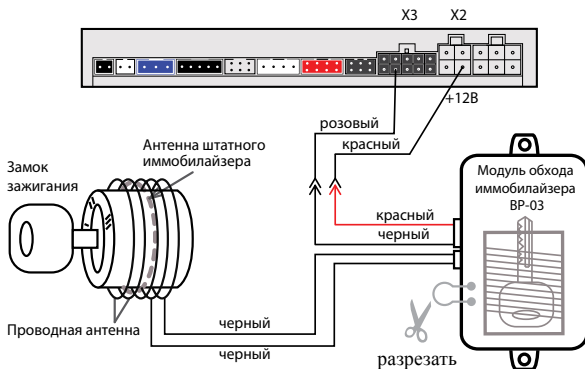 X3
X2
+12В
розовый
красный
Антенна штатного
иммобилайзера
Замок
зажигания
Модуль обхода
иммобилайзера
BP-03
красный
черный
Проводная антенна
черный
черный
разрезать